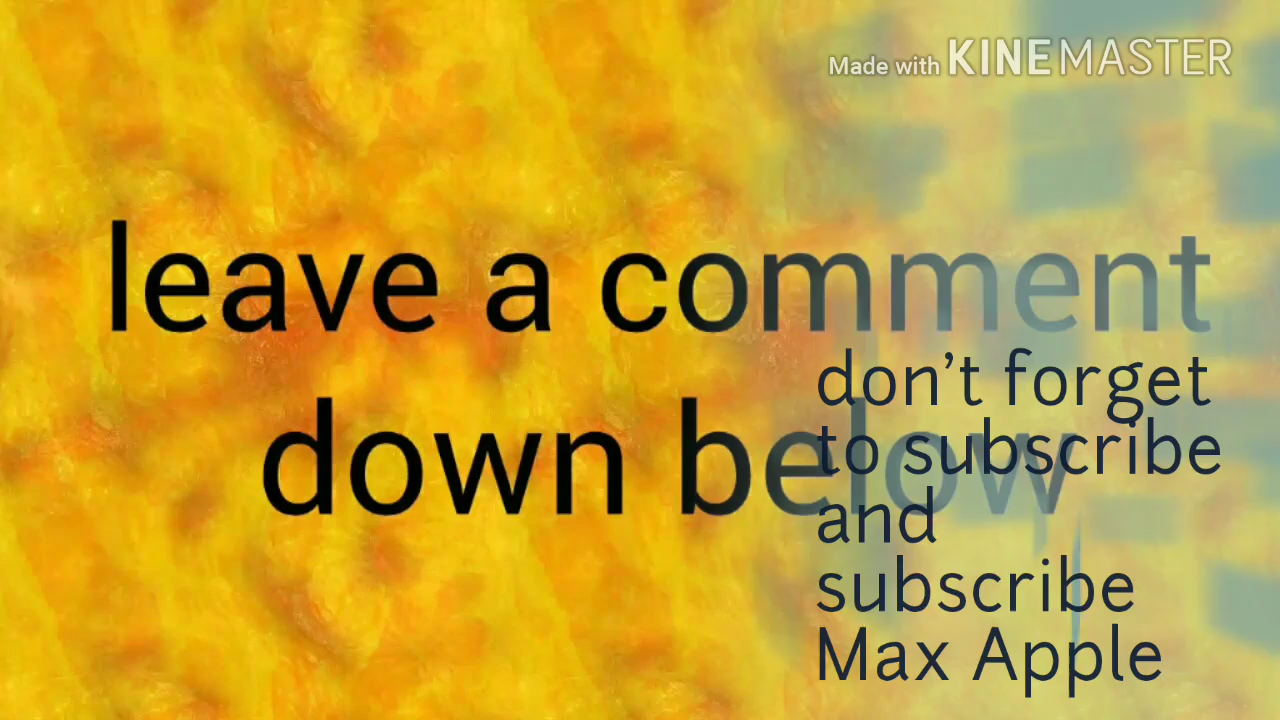 Made with KINEMASTER
leave a comment
down below
don't forget
to subscribe
and
subscribe
Max Apple